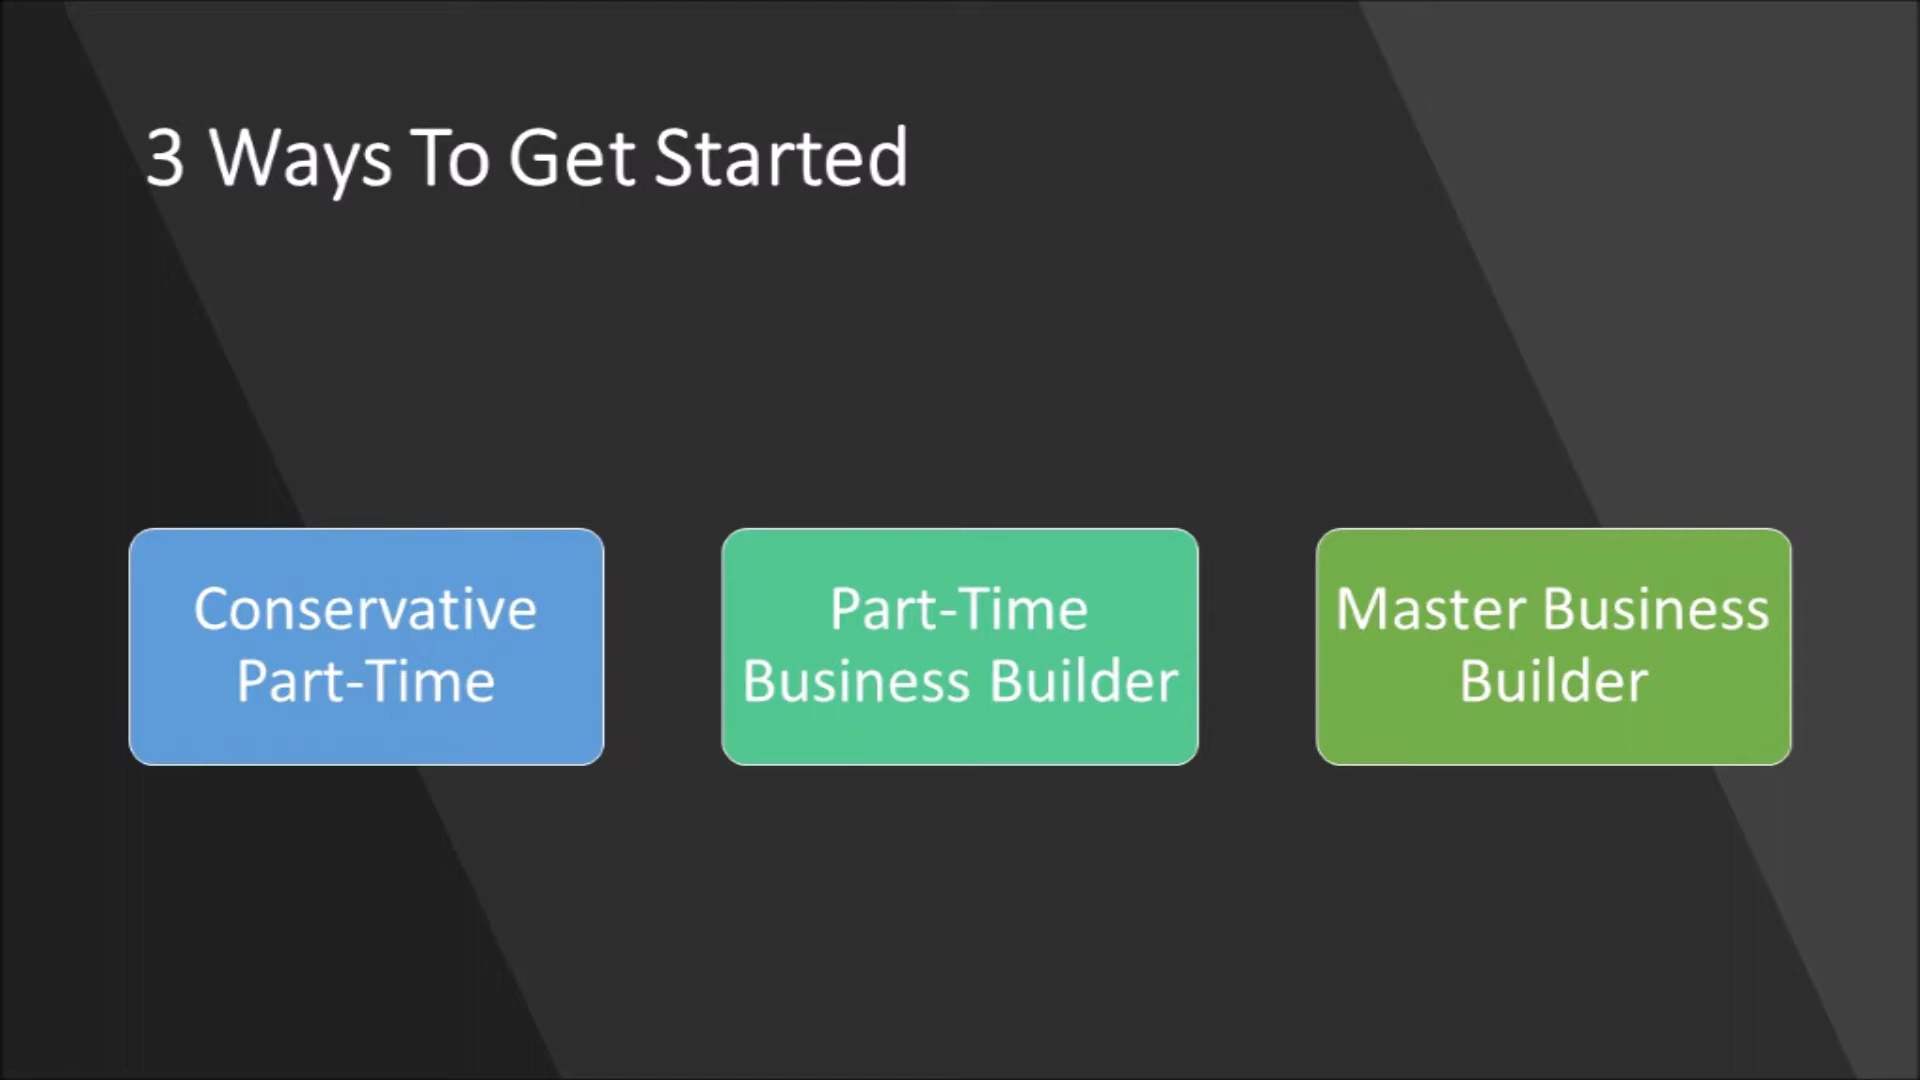 3 Ways To Get Started
Conservative
Part-Time
Part-Time
Business Builder
Master Business
Builder